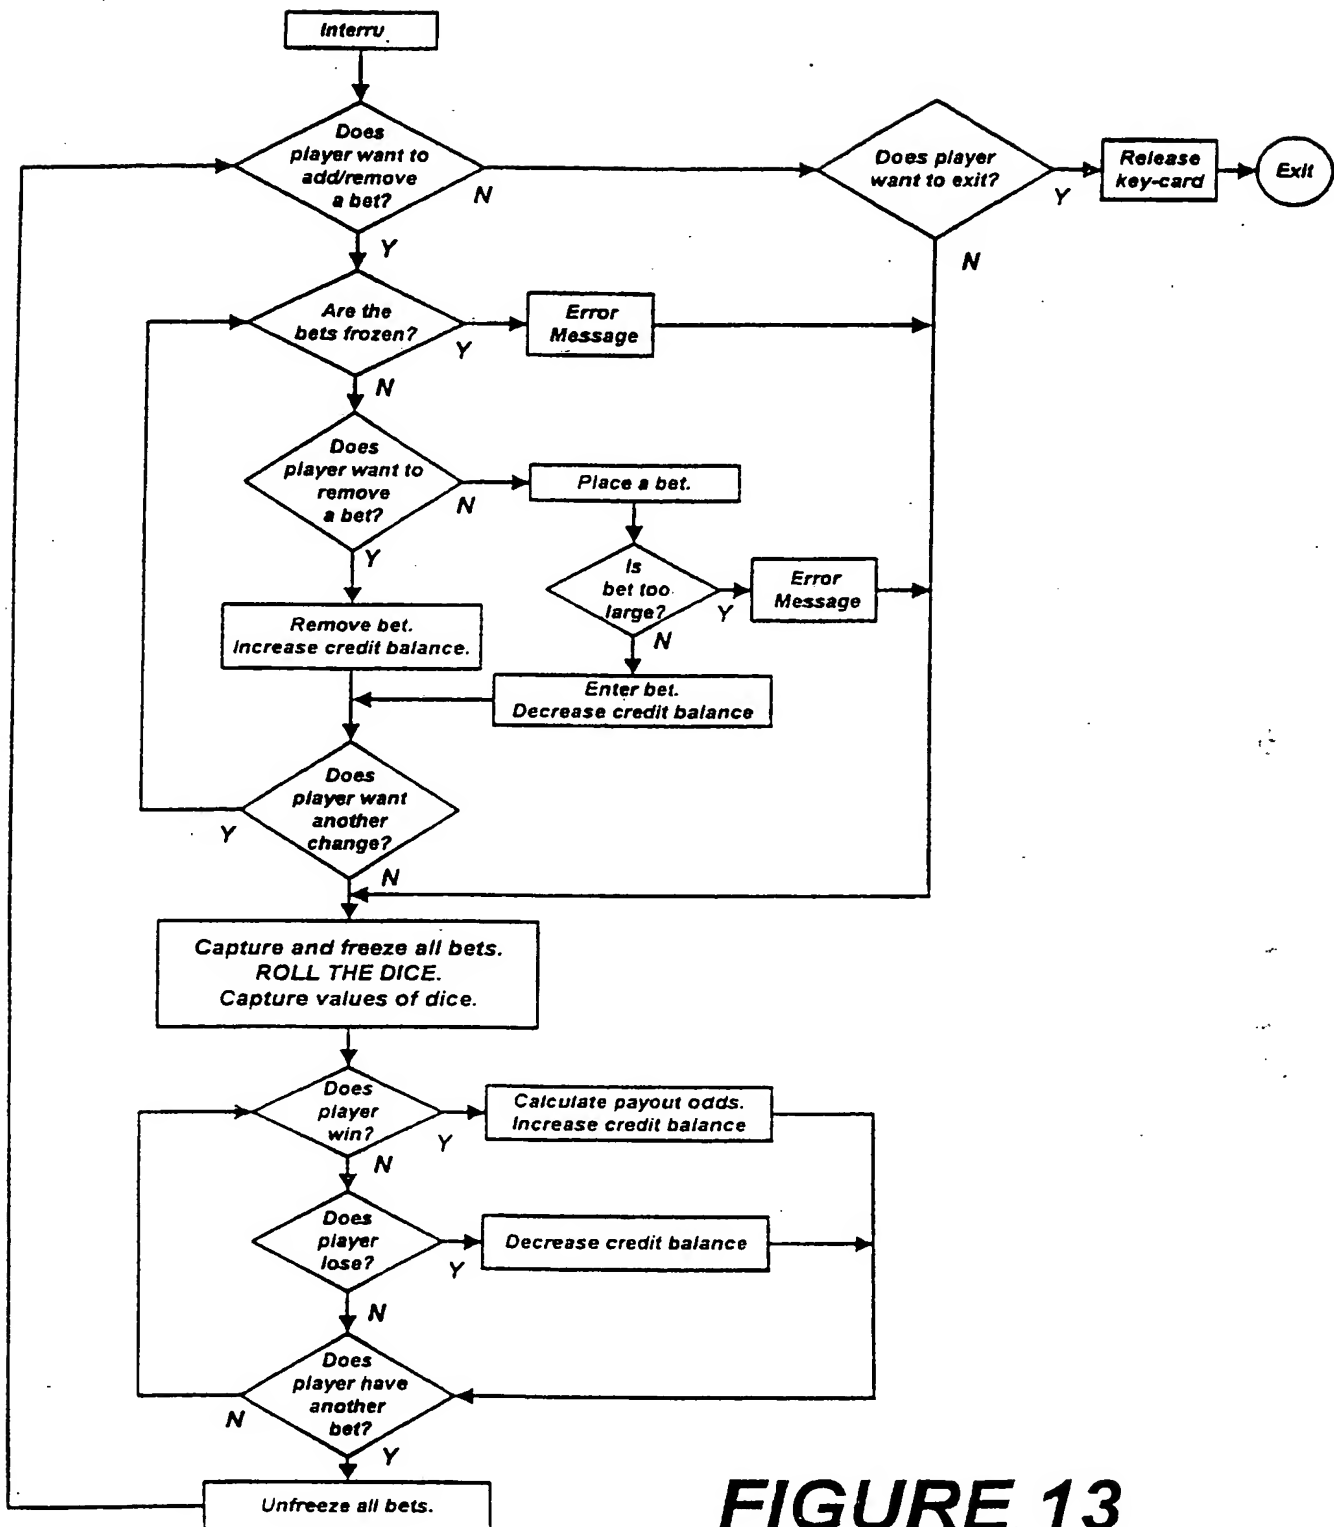 Interru
Does
player want to
add/remove
a bet?
N
Y
Does player
want to exit?
Y
N
Release
key-card
Exit
Are the
bets frozen?
Y
N
Error
Message
Does
player want to
remove
a bet?
N
Y
Place a bet.
Is
bet too
large?
Y
N
Error
Message
Remove bet.
Increase credit balance.
Enter bet.
Decrease credit balance
Does
player want
another
change?
Y
N
Capture and freeze all bets.
ROLL THE DICE.
Capture values of dice.
Does
player
win?
Y
N
Calculate payout odds.
Increase credit balance
Does
player
lose?
Y
N
Decrease credit balance
Does
player have
another
bet?
N
Y
Unfreeze all bets.
FIGURE 13